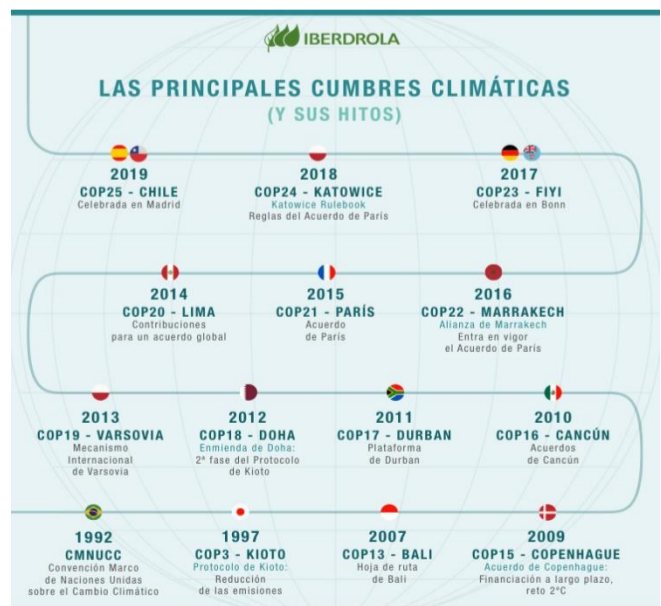 IBERDROLA
LAS PRINCIPALES CUMBRES CLIMÁTICAS
(Y SUS HITOS)
2019
COP25 - CHILE
Celebrada en Madrid
2018
COP24 - KATOWICE
Katowice Rulebook
Reglas del Acuerdo de París
2017
COP23 - FIYI
Celebrada en Bonn
2014
COP20 - LIMA
Contribuciones
para un acuerdo global
2015
COP21 - PARÍS
Acuerdo
de París
2016
COP22 - MARRAKECH
Alianza de Marrakech
Entra en vigor
el Acuerdo de París
2013
COP19 - VARSOVIA
Mecanismo
Internacional
de Varsovia
2012
COP18 - DOHA
Enmienda de Doha:
2ª fase del Protocolo
de Kioto
2011
COP17 - DURBAN
Plataforma
de Durban
2010
COP16 - CANCÚN
Acuerdos
de Cancún
1992
CMNUCC
Convención Marco
de Naciones Unidas
sobre el Cambio Climático
1997
COP3 - KIOTO
Protocolo de Kioto:
Reducción
de las emisiones
2007
COP13 - BALI
Hoja de ruta
de Bali
2009
COP15 - COPENHAGUE
Acuerdo de Copenhague:
Financiación a largo plazo,
reto 2ºC